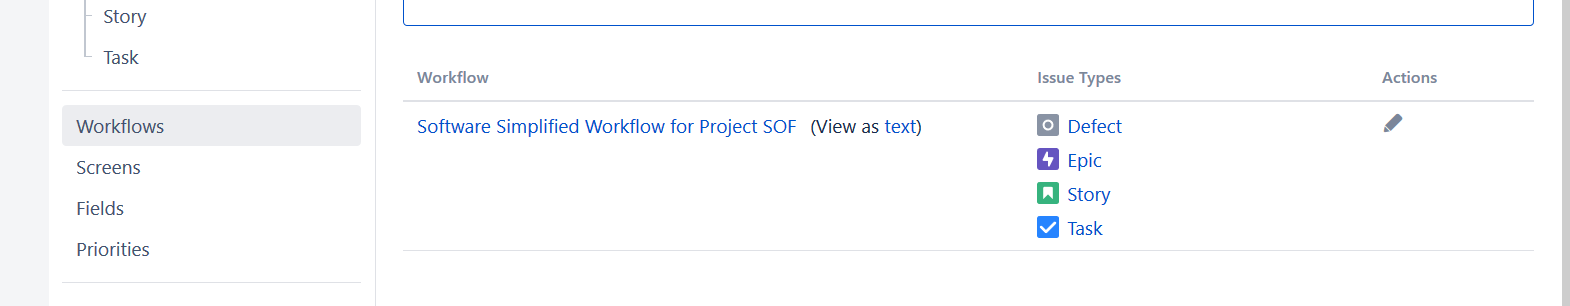 Story
Task
Workflows
Screens
Fields
Priorities
Workflow Issue Types Actions
Software Simplified Workflow for Project SOF (View as text) Defect
Epic
Story
Task